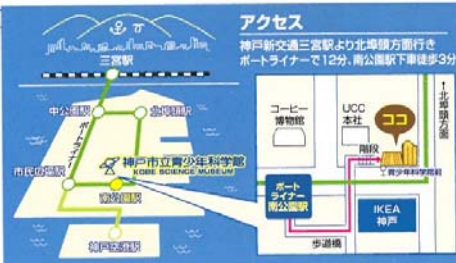 アクセス
神戸新交通三宮駅より北埠頭方面行き
ポートライナーで12分、南公園駅下車徒歩3分
三宮駅
中公園駅
北埠頭駅
ポートライナー
市民広場駅
神戸市立青少年科学館
KOBE SCIENCE MUSEUM
南公園駅
神戸空港駅
コーヒー
博物館
UCC
本社
ココ
↑北埠頭方面
階段
青少年科学館前
ポート
ライナー
南公園駅
IKEA
神戸
歩道橋